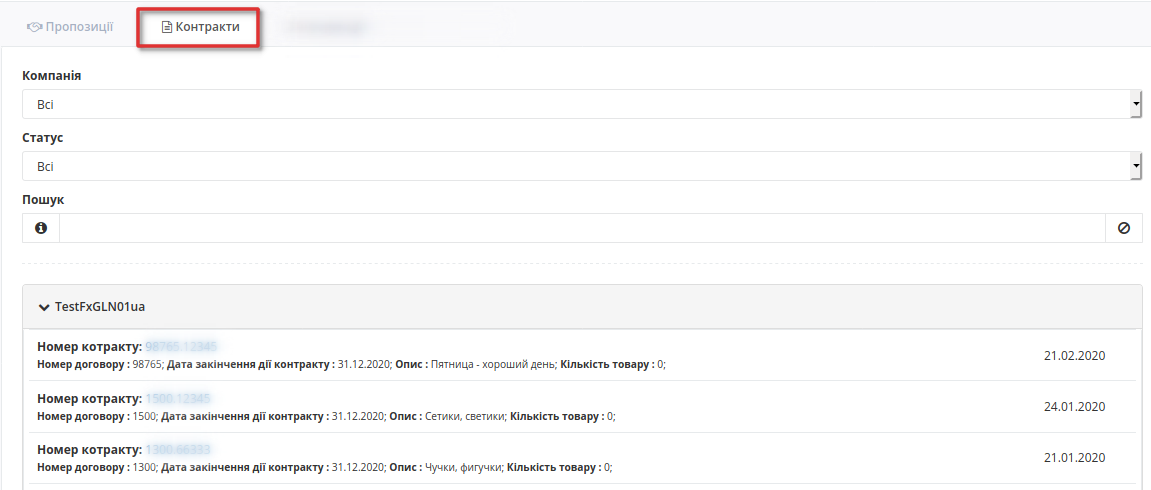 Пропозиції
Контракти
Компанія
Всі
Статус
Всі
Пошук
TestFxGLN01ua
Номер котракту: 98765.12345
Номер договору : 98765; Дата закінчення дії контракту : 31.12.2020; Опис : Пятница - хороший день; Кількість товару : 0;
21.02.2020
Номер котракту: 1500.12345
Номер договору : 1500; Дата закінчення дії контракту : 31.12.2020; Опис : Сетики, светики; Кількість товару : 0;
24.01.2020
Номер котракту:
Номер договору : 1300; Дата закінчення дії контракту : 31.12.2020; Опис : Чучки, фигучки; Кількість товару : 0;
21.01.2020